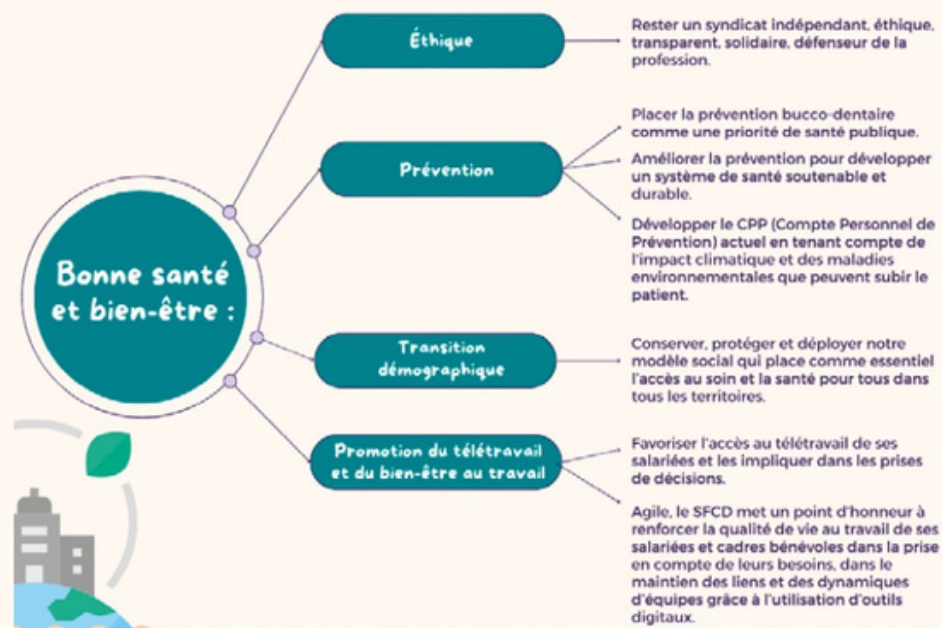 Bonne santé
et bien-être :
Éthique
Rester un syndicat indépendant, éthique,
transparent, solidaire, défenseur de la
profession.
Prévention
Placer la prévention bucco-dentaire
comme une priorité de santé publique.
Améliorer la prévention pour développer
un système de santé soutenable et
durable.
Développer le CPP (Compte Personnel de
Prévention) actuel en tenant compte de
l'impact climatique et des maladies
environnementales que peuvent subir le
patient.
Transition
démographique
Conserver, protéger et déployer notre
modèle social qui place comme essentiel
l'accès au soin et la santé pour tous dans
tous les territoires.
Promotion du télétravail
et du bien-être au travail
Favoriser l'accès au télétravail de ses
salariées et les impliquer dans les prises
de décisions.
Agile, le SFCD met un point d'honneur à
renforcer la qualité de vie au travail de ses
salariées et cadres bénévoles dans la prise
en compte de leurs besoins, dans le
maintien des liens et des dynamiques
d'équipes grâce à l'utilisation d'outils
digitaux.